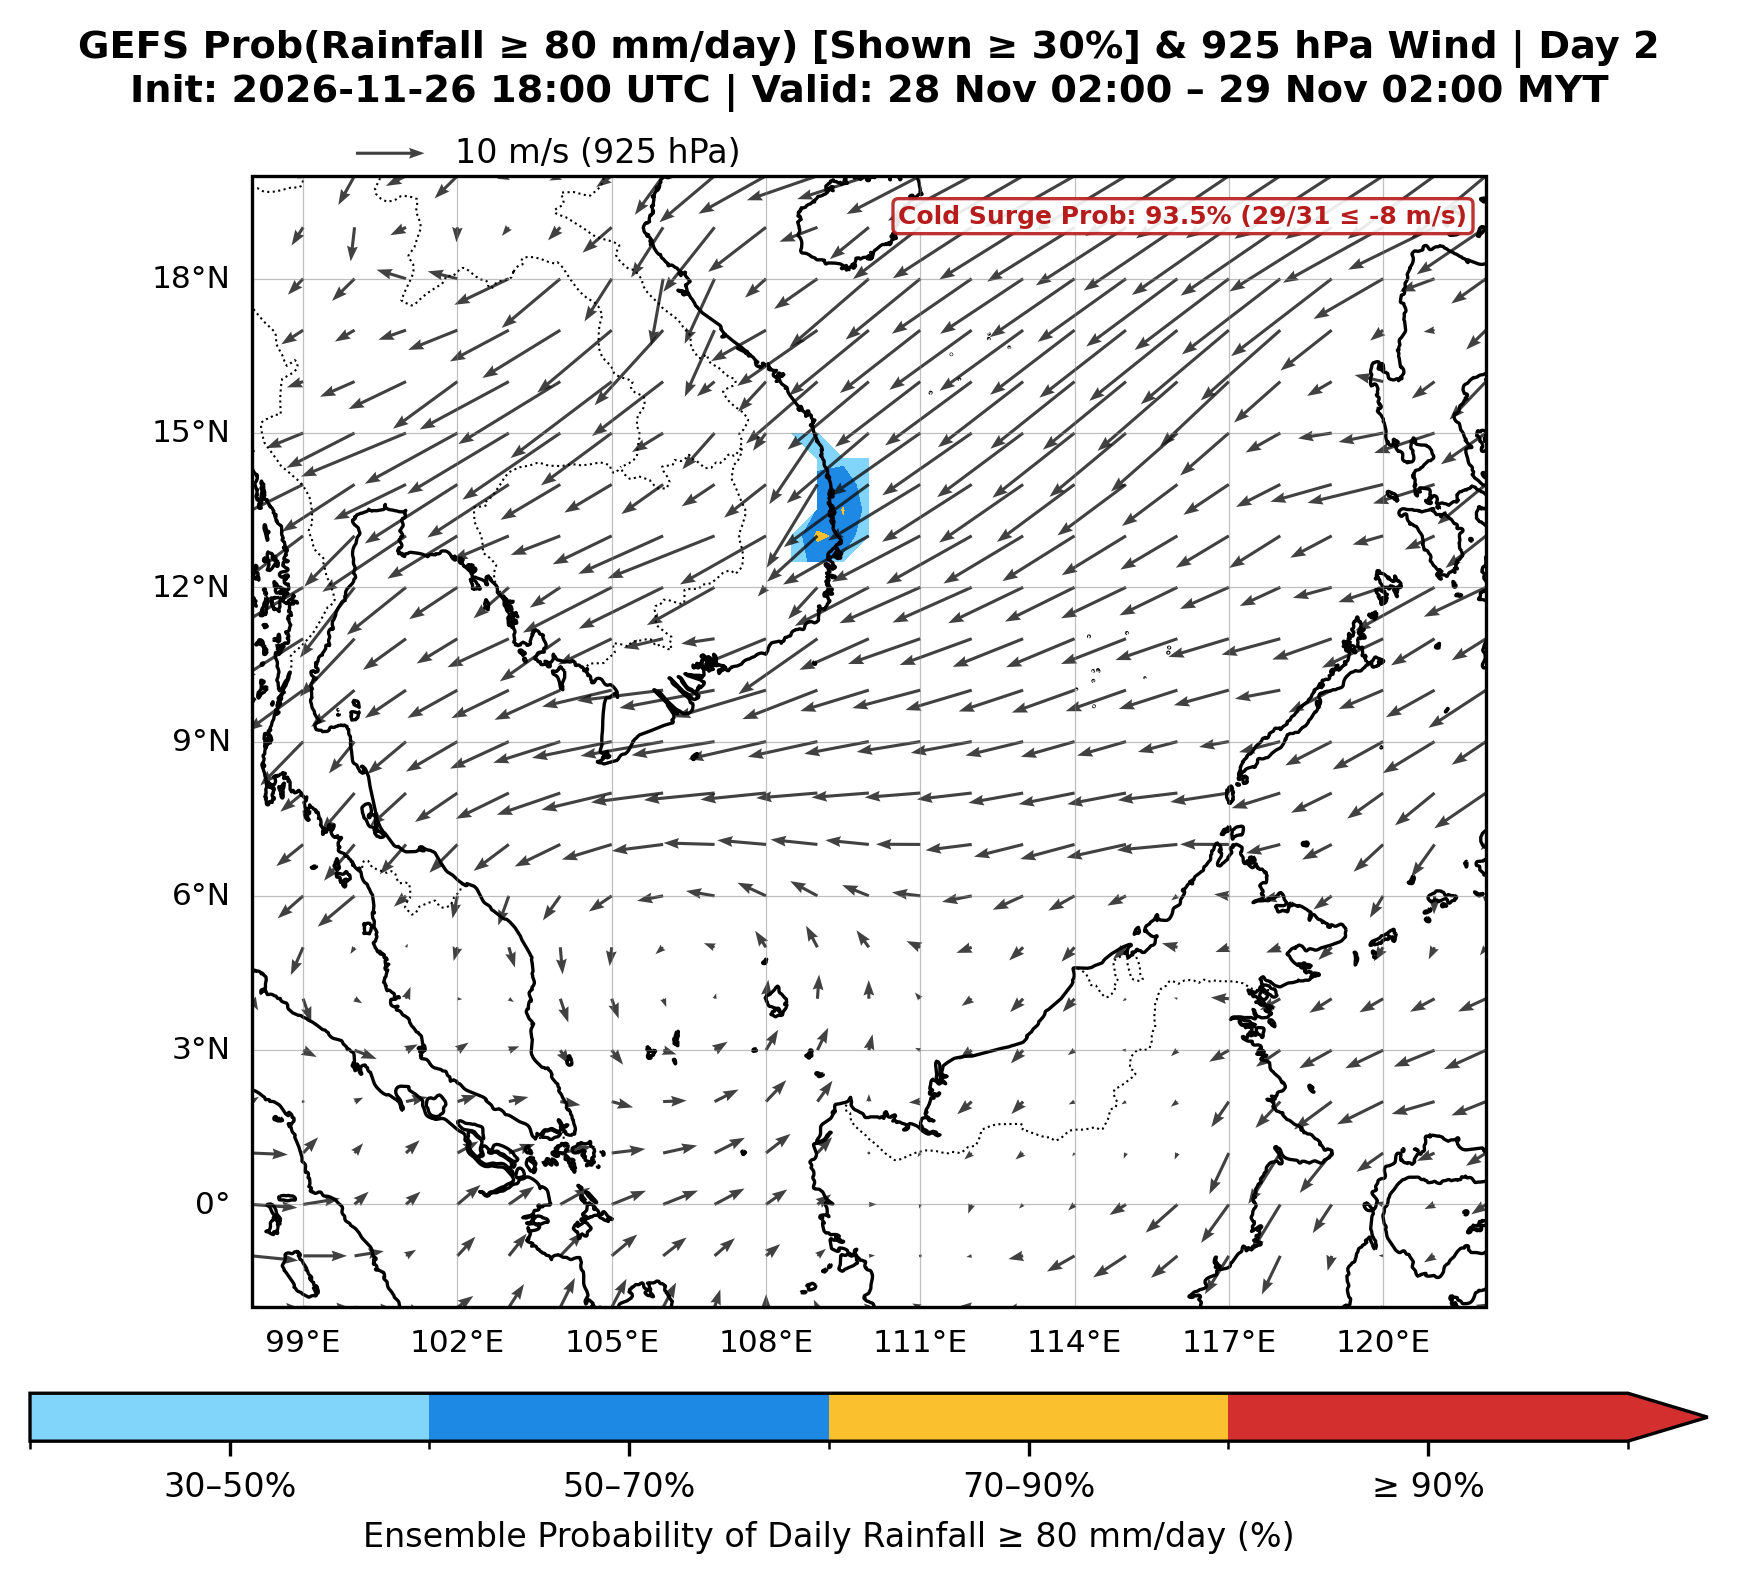 GEFS Prob(Rainfall ≥ 80 mm/day) [Shown ≥ 30%] & 925 hPa Wind | Day 2
Init: 2026-11-26 18:00 UTC | Valid: 28 Nov 02:00 – 29 Nov 02:00 MYT
10 m/s (925 hPa)
Cold Surge Prob: 93.5% (29/31 ≤ -8 m/s)
18°N
15°N
12°N
9°N
6°N
3°N
0°
99°E 102°E 105°E 108°E 111°E 114°E 117°E 120°E
30–50% 50–70% 70–90% ≥ 90%
Ensemble Probability of Daily Rainfall ≥ 80 mm/day (%)